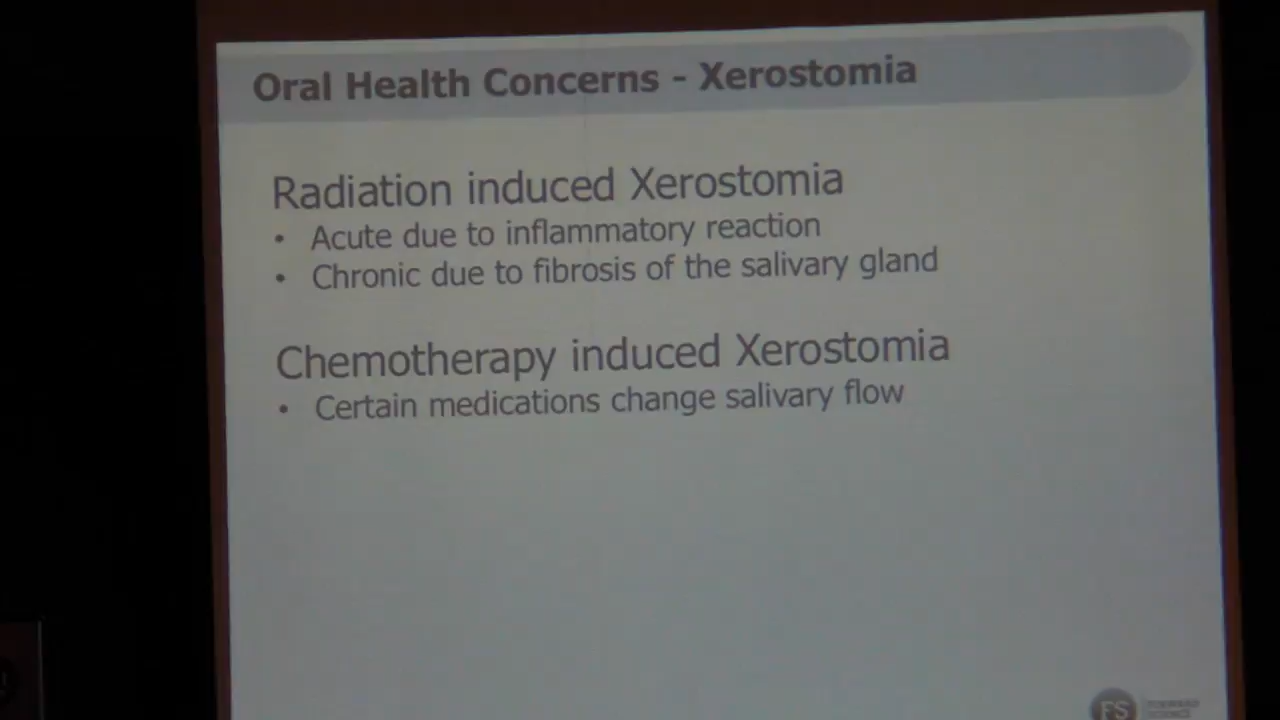 Oral Health Concerns - Xerostomia
Radiation induced Xerostomia
• Acute due to inflammatory reaction
• Chronic due to fibrosis of the salivary gland
Chemotherapy induced Xerostomia
• Certain medications change salivary flow
FS